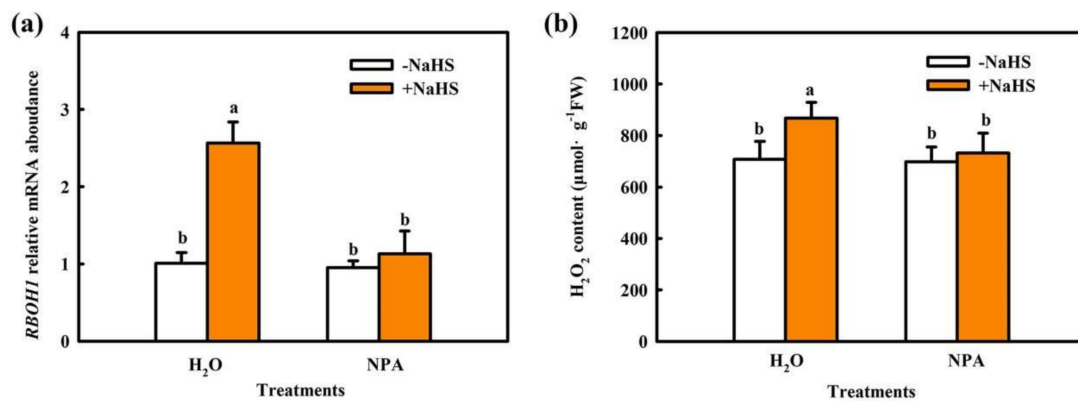 (a)
4
3
2
1
0
RBOH1 relative mRNA aboudance
-NaHS
+NaHS
b
a
b
b
H₂O
NPA
Treatments
(b)
1200
1000
800
600
400
200
0
H₂O₂ content (μmol· g⁻¹FW)
-NaHS
+NaHS
b
a
b
b
H₂O
NPA
Treatments